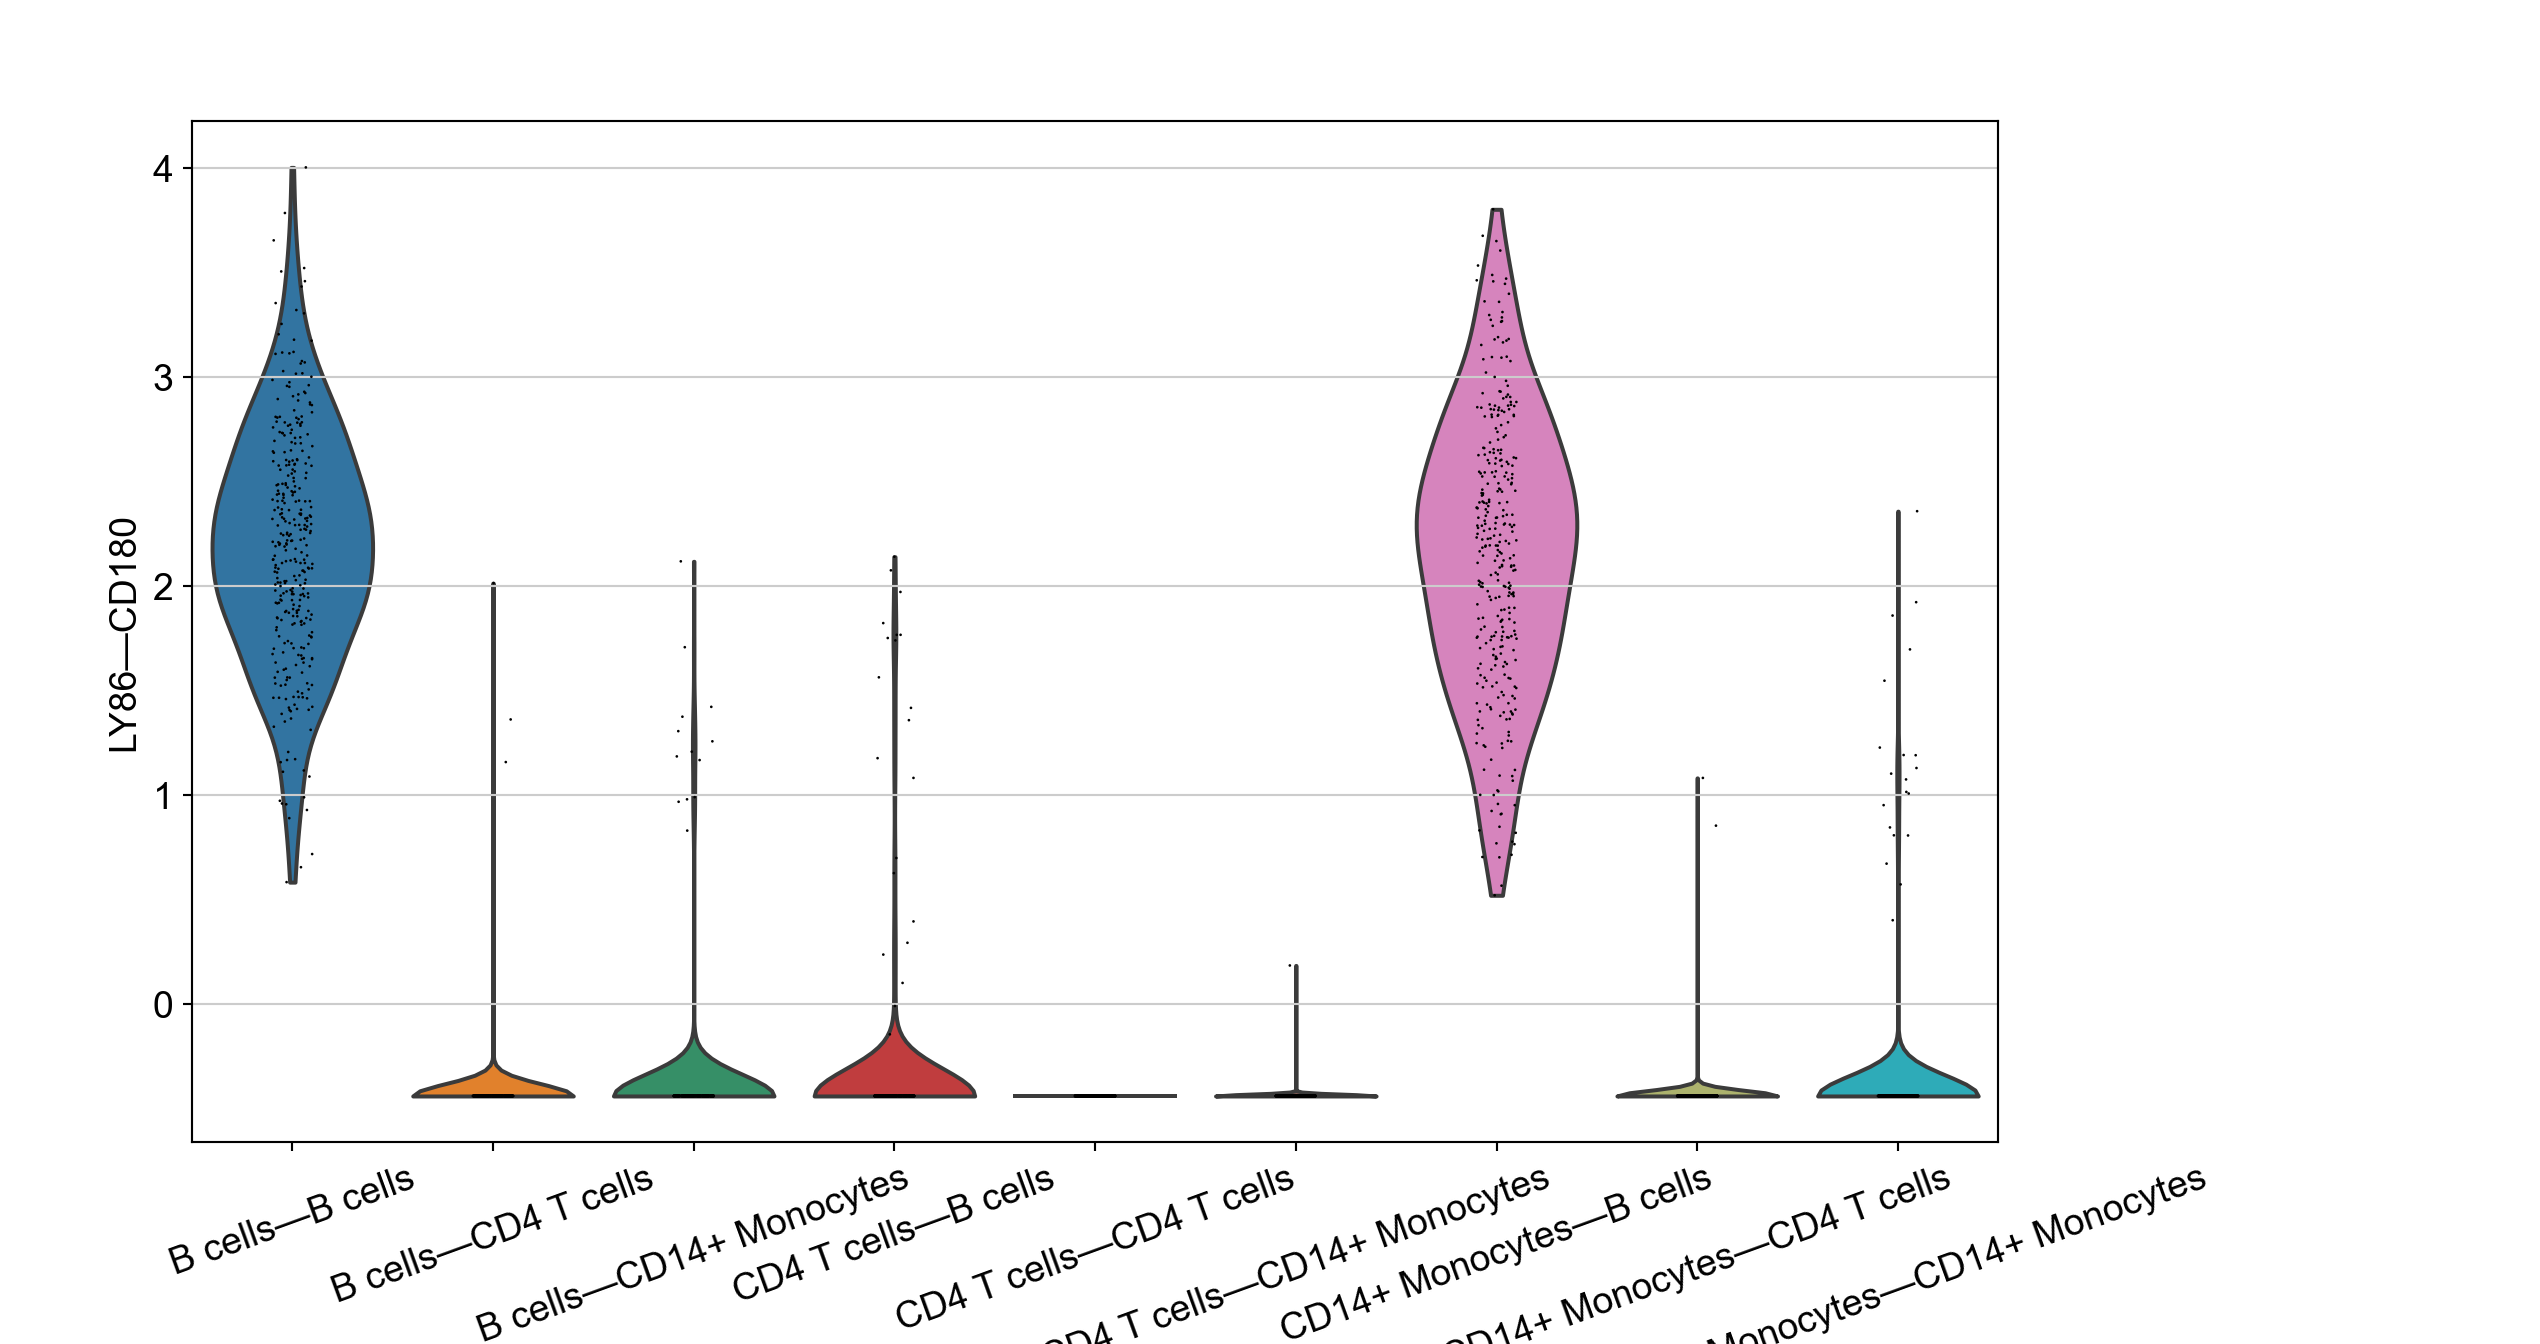 LY86—CD180
4
3
2
1
0
B cells—B cells
B cells—CD4 T cells
B cells—CD14+ Monocytes
CD4 T cells—B cells
CD4 T cells—CD4 T cells
CD4 T cells—CD14+ Monocytes
CD14+ Monocytes—B cells
CD14+ Monocytes—CD4 T cells
Monocytes—CD14+ Monocytes